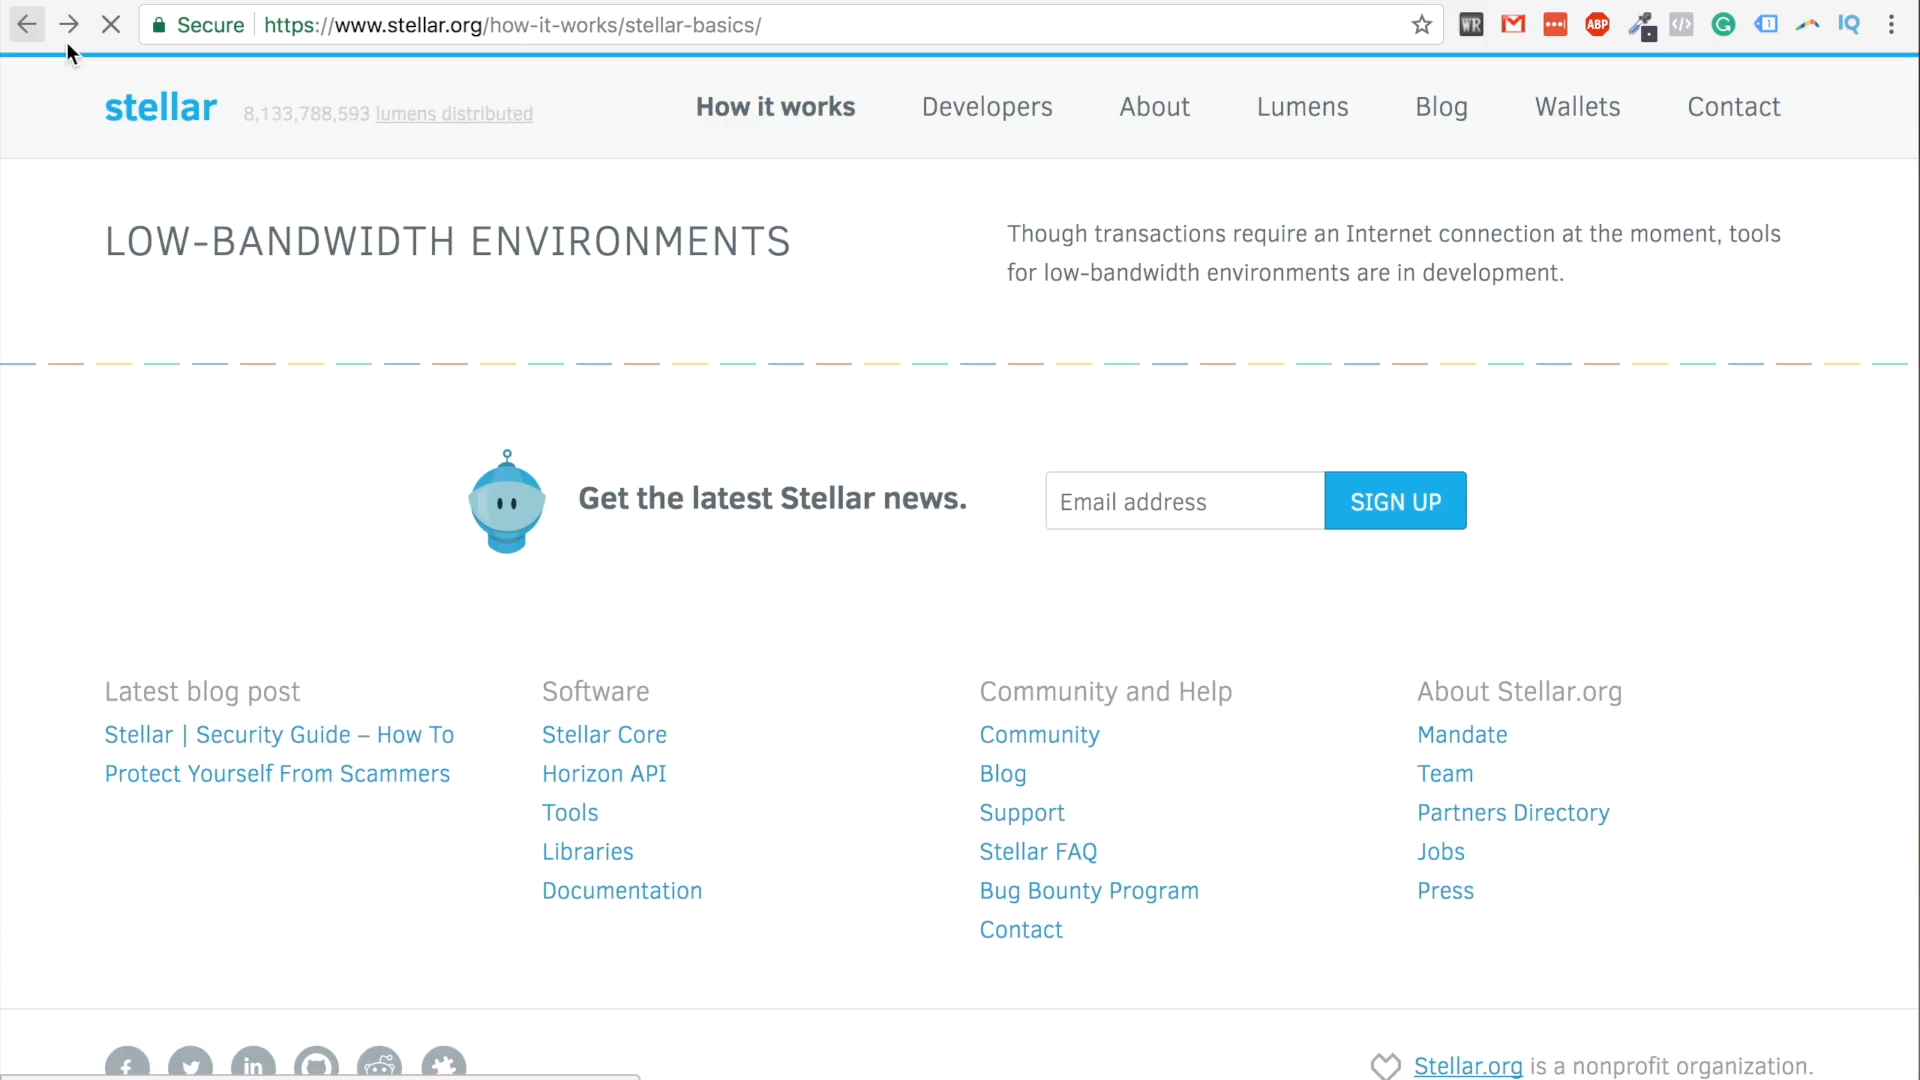 Secure https://www.stellar.org/how-it-works/stellar-basics/ WR ABP 1 IQ
stellar 8,133,788,593 lumens distributed How it works Developers About Lumens Blog Wallets Contact
LOW-BANDWIDTH ENVIRONMENTS
Though transactions require an Internet connection at the moment, tools
for low-bandwidth environments are in development.
Get the latest Stellar news.
Email address SIGN UP
Latest blog post
Stellar | Security Guide – How To
Protect Yourself From Scammers
Software
Stellar Core
Horizon API
Tools
Libraries
Documentation
Community and Help
Community
Blog
Support
Stellar FAQ
Bug Bounty Program
Contact
About Stellar.org
Mandate
Team
Partners Directory
Jobs
Press
Stellar.org is a nonprofit organization.